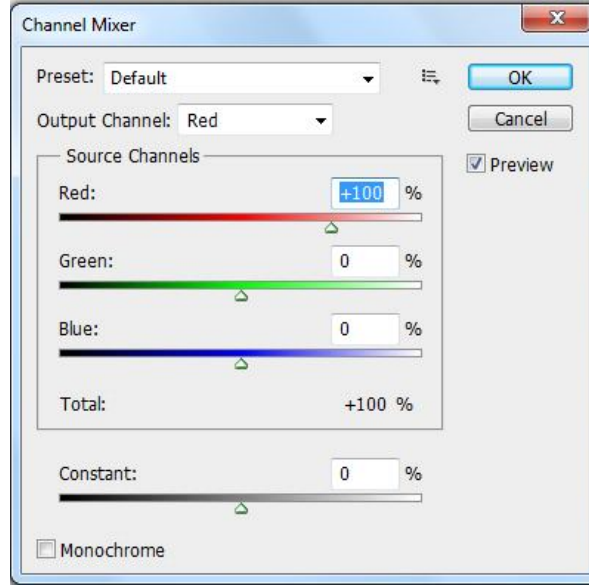 Channel Mixer
Preset: Default
OK
Output Channel: Red
Cancel
Source Channels
Preview
Red: +100 %
Green: 0 %
Blue: 0 %
Total: +100 %
Constant: 0 %
Monochrome